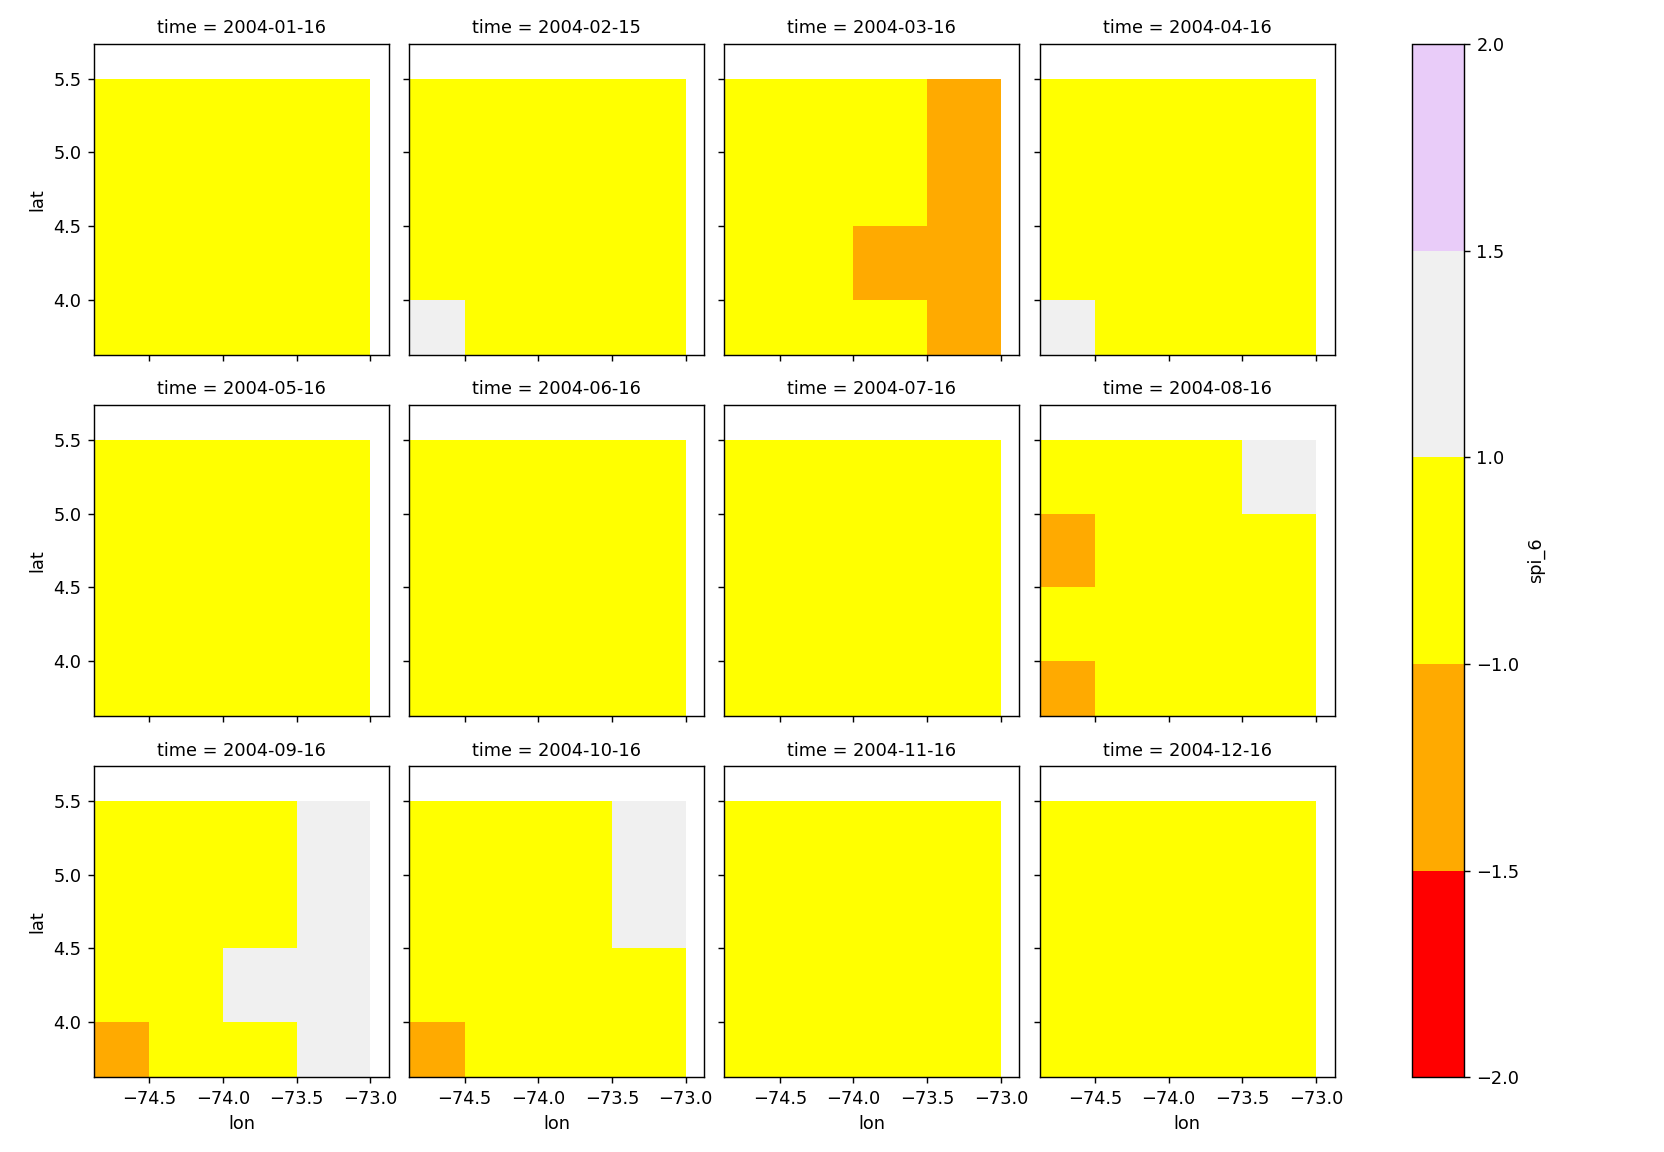 time = 2004-01-16
time = 2004-02-15
time = 2004-03-16
time = 2004-04-16
5.5
5.0
4.5
4.0
lat
time = 2004-05-16
time = 2004-06-16
time = 2004-07-16
time = 2004-08-16
5.5
5.0
4.5
4.0
lat
time = 2004-09-16
time = 2004-10-16
time = 2004-11-16
time = 2004-12-16
5.5
5.0
4.5
4.0
lat
−74.5 −74.0 −73.5 −73.0
−74.5 −74.0 −73.5 −73.0
−74.5 −74.0 −73.5 −73.0
−74.5 −74.0 −73.5 −73.0
lon
lon
lon
lon
2.0
1.5
1.0
−1.0
−1.5
−2.0
spi_6